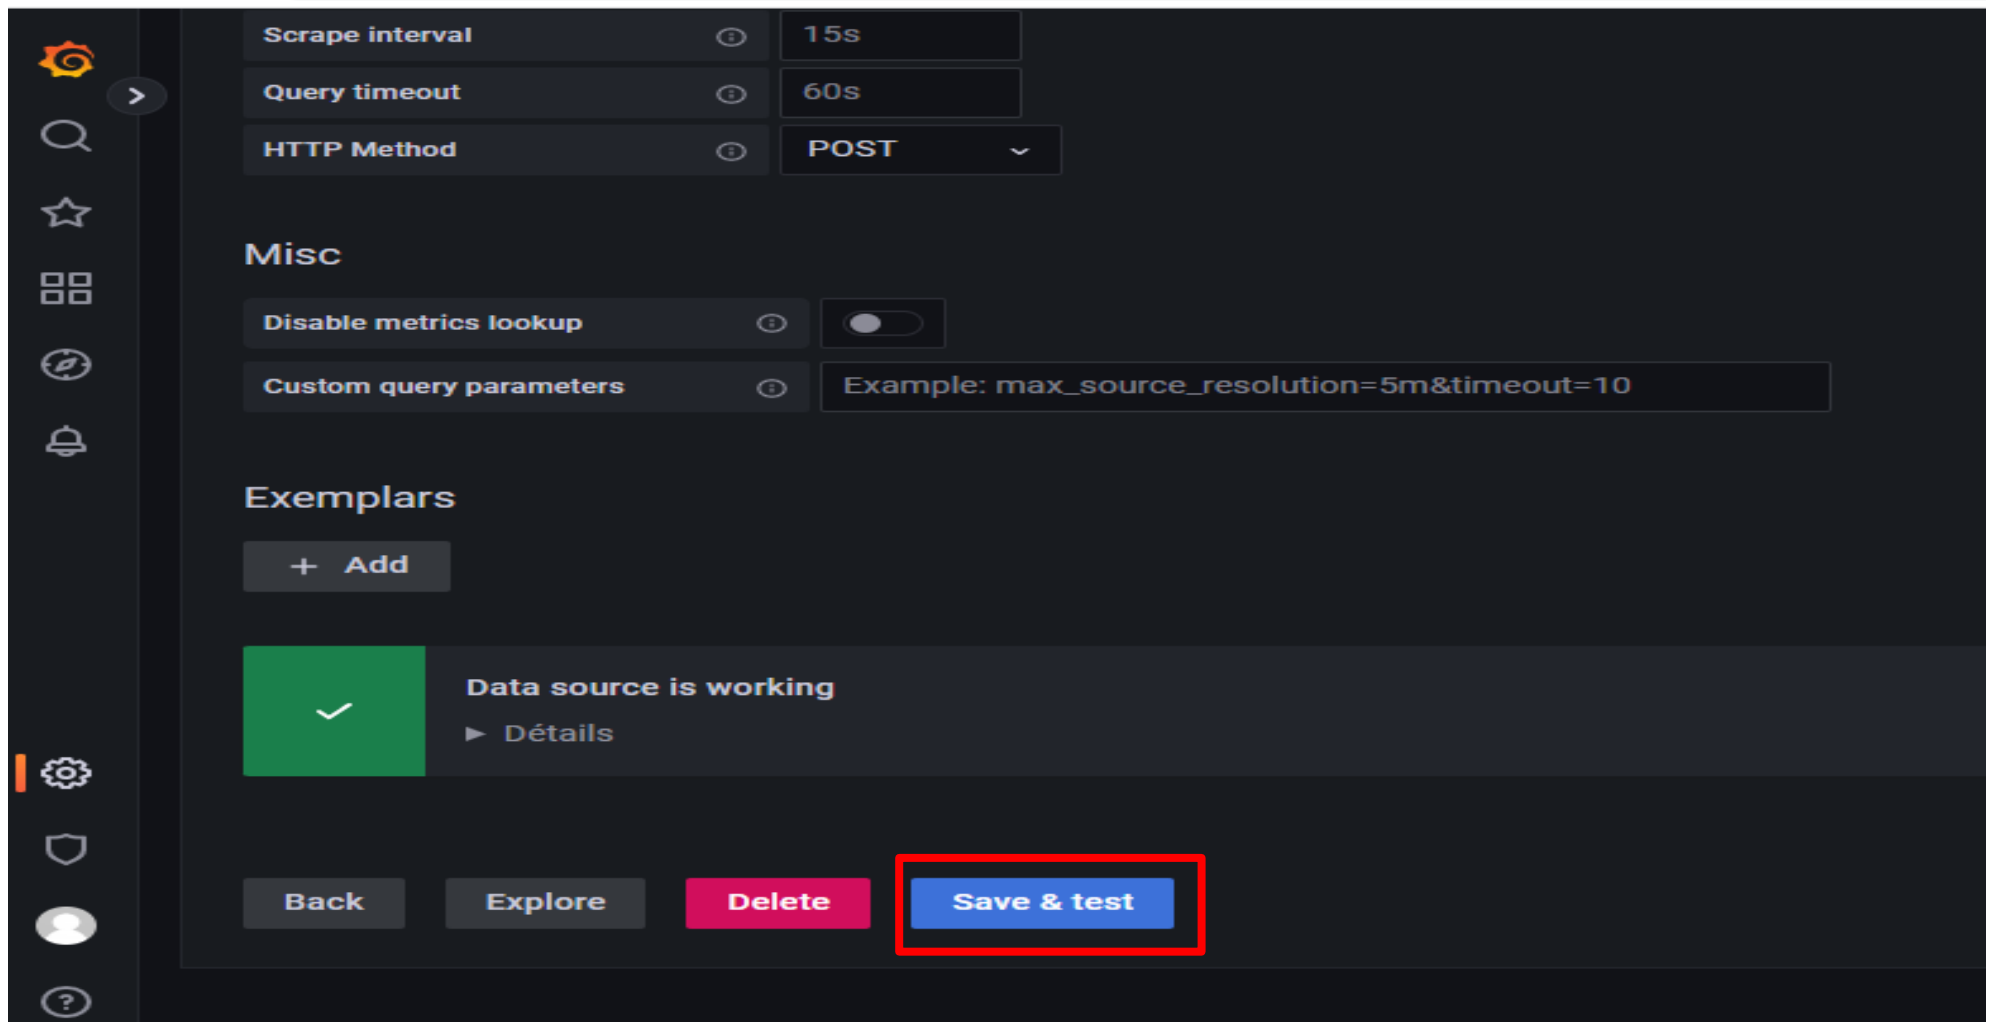 Scrape interval 15s
Query timeout 60s
HTTP Method POST
Misc
Disable metrics lookup
Custom query parameters Example: max_source_resolution=5m&timeout=10
Exemplars
+ Add
Data source is working
Détails
Back Explore Delete Save & test